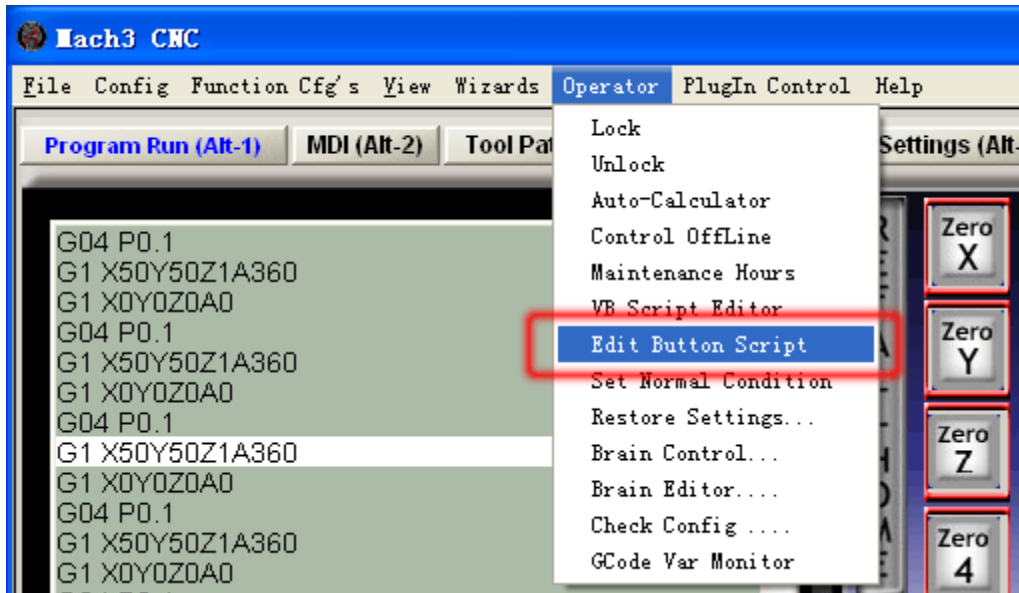 Mach3 CNC
File Config Function Cfg's View Wizards Operator PlugIn Control Help
Program Run (Alt-1) MDI (Alt-2) Tool Settings (Alt-
Lock
Unlock
Auto-Calculator
Control OffLine
Maintenance Hours
VB Script Editor
Edit Button Script
Set Normal Condition
Restore Settings...
Brain Control...
Brain Editor....
Check Config ....
GCode Var Monitor
G04 P0.1
G1 X50Y50Z1A360
G1 X0Y0Z0A0
G04 P0.1
G1 X50Y50Z1A360
G1 X0Y0Z0A0
G04 P0.1
G1 X50Y50Z1A360
G1 X0Y0Z0A0
G04 P0.1
G1 X50Y50Z1A360
G1 X0Y0Z0A0
Zero
X
Zero
Y
Zero
Z
Zero
4